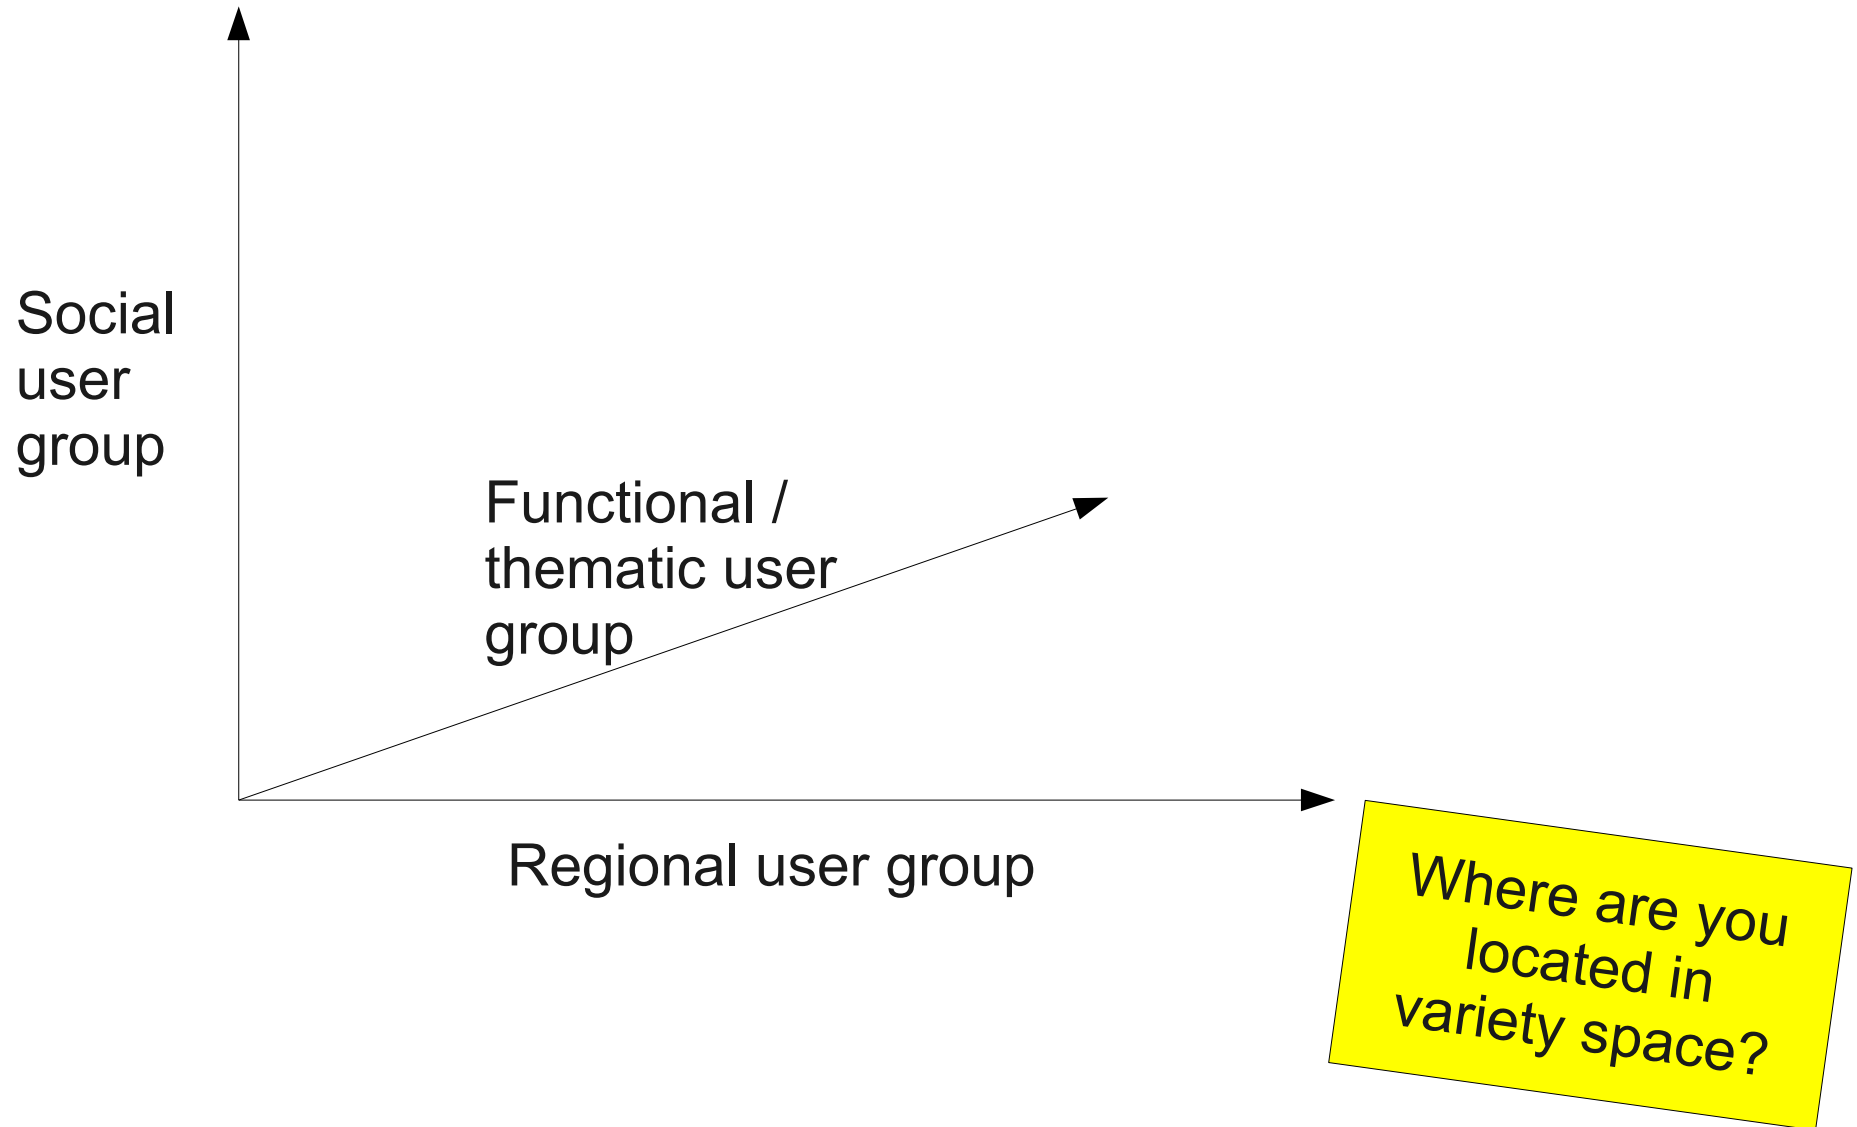 Social
user
group
Functional /
thematic user
group
Regional user group
Where are you
located in
variety space?